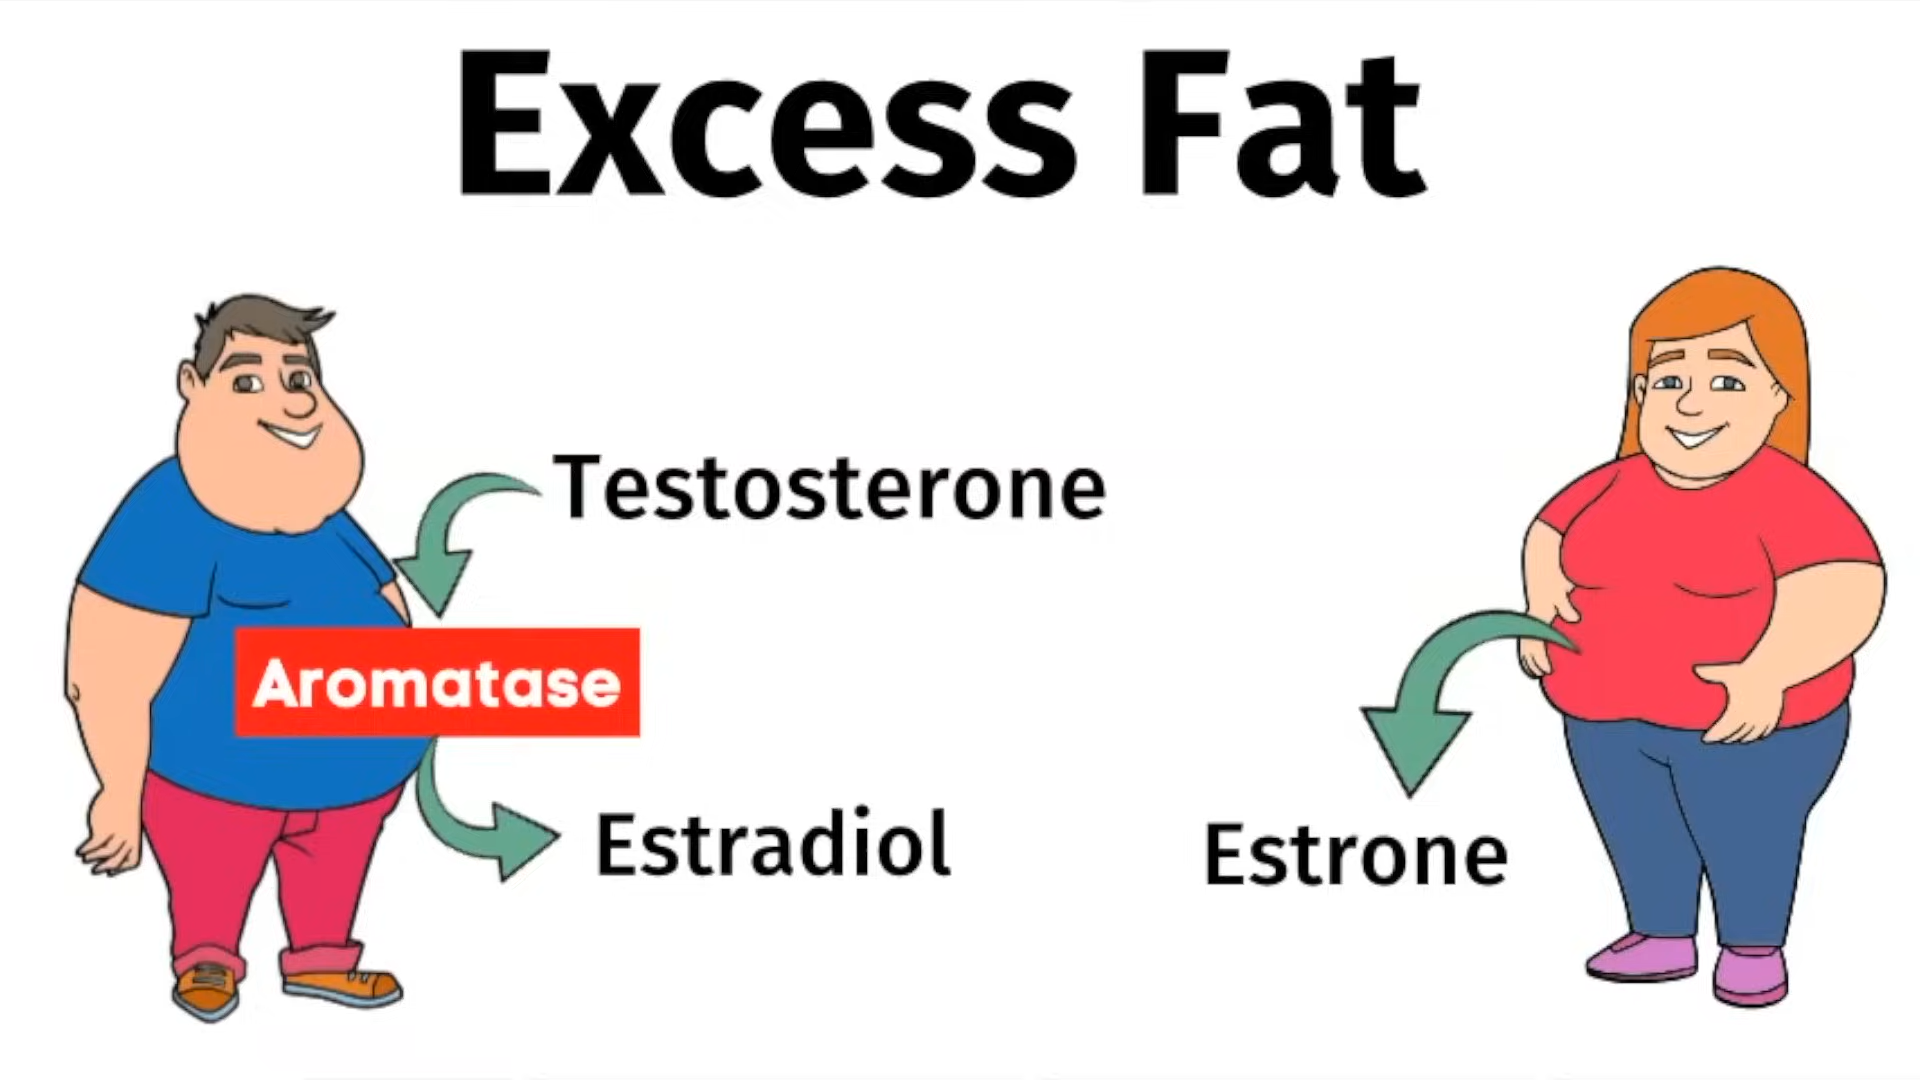 Excess Fat
Testosterone
Aromatase
Estradiol
Estrone